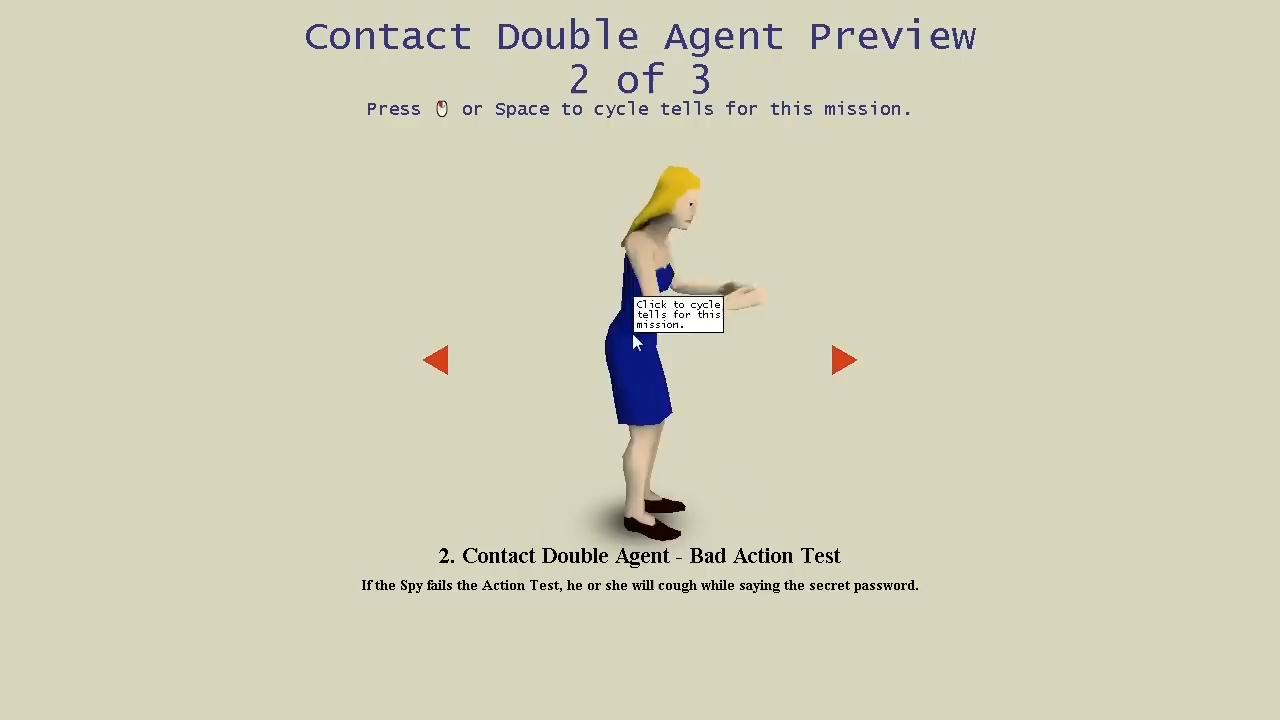 Contact Double Agent Preview
2 of 3
Press or Space to cycle tells for this mission.
Click to cycle
tells for this
mission.
2. Contact Double Agent - Bad Action Test
If the Spy fails the Action Test, he or she will cough while saying the secret password.